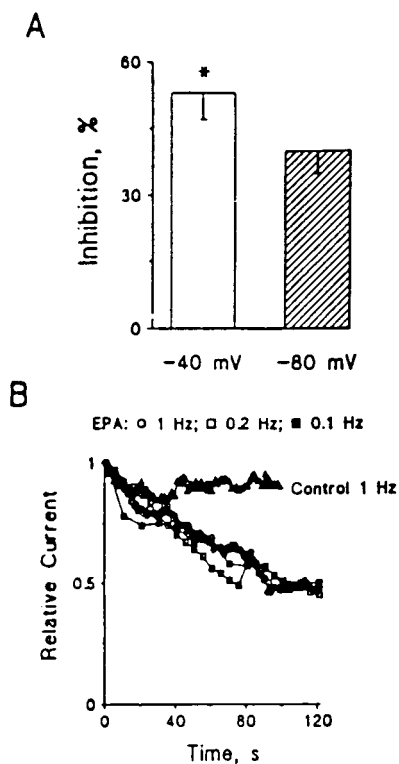 A
60
*
30
0
Inhibition, %
-40 mV
-80 mV
B
EPA: ○ 1 Hz; □ 0.2 Hz; ■ 0.1 Hz
1
Control 1 Hz
0.5
0
Relative Current
0
40
80
120
Time, s